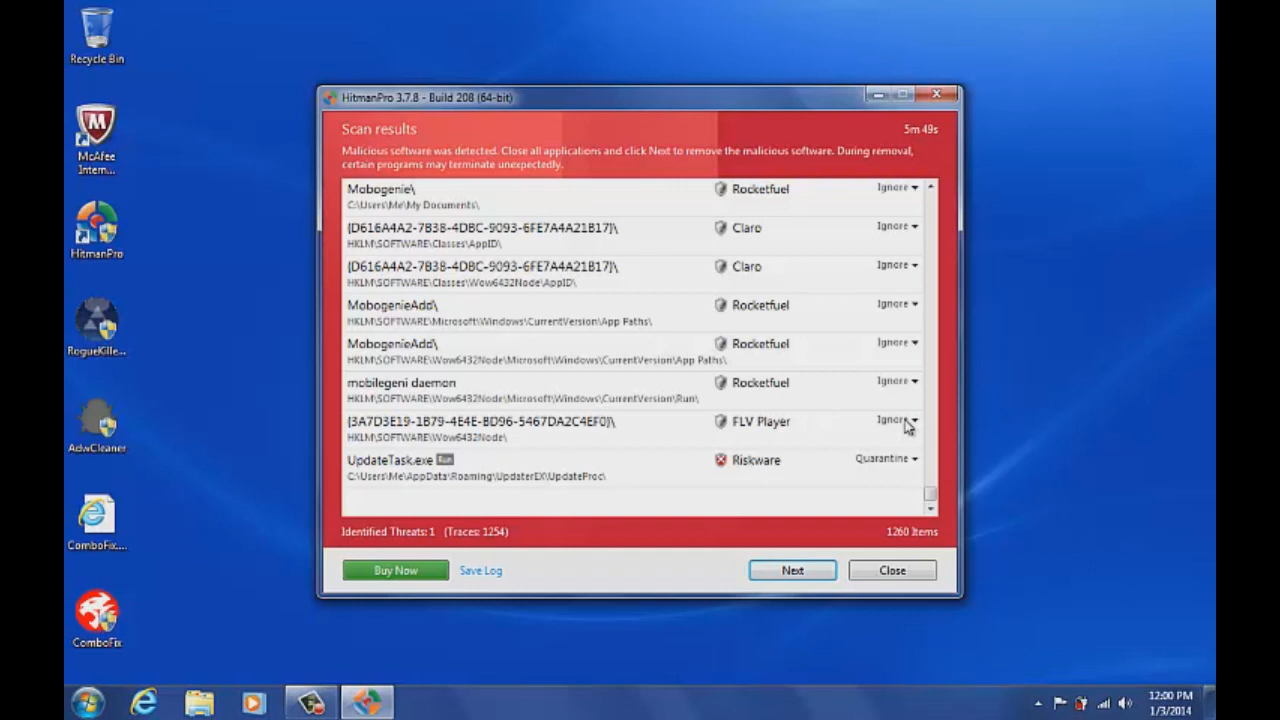 Recycle Bin
McAfee
Intern...
HitmanPro
RogueKille...
AdwCleaner
ComboFix....
ComboFix
HitmanPro 3.7.8 - Build 208 (64-bit)
Scan results
5m 49s
Malicious software was detected. Close all applications and click Next to remove the malicious software. During removal,
certain programs may terminate unexpectedly.
Mobogenie\ Rocketfuel Ignore
C:\Users\Me\My Documents\
{D616A4A2-7B38-4DBC-9093-6FE7A4A21B17}\ Claro Ignore
HKLM\SOFTWARE\Classes\AppID\
{D616A4A2-7B38-4DBC-9093-6FE7A4A21B17}\ Claro Ignore
HKLM\SOFTWARE\Classes\Wow6432Node\AppID\
MobogenieAdd\ Rocketfuel Ignore
HKLM\SOFTWARE\Microsoft\Windows\CurrentVersion\App Paths\
MobogenieAdd\ Rocketfuel Ignore
HKLM\SOFTWARE\Wow6432Node\Microsoft\Windows\CurrentVersion\App Paths\
mobilegeni daemon Rocketfuel Ignore
HKLM\SOFTWARE\Wow6432Node\Microsoft\Windows\CurrentVersion\Run\
{3A7D3E19-1B79-4E4E-BD96-5467DA2C4EF0}\ FLV Player Ignore
HKLM\SOFTWARE\Wow6432Node\
UpdateTask.exe Run Riskware Quarantine
C:\Users\Me\AppData\Roaming\UpdaterEX\UpdateProc\
Identified Threats: 1 (Traces: 1254)
1260 Items
Buy Now Save Log Next Close
12:00 PM
1/3/2014